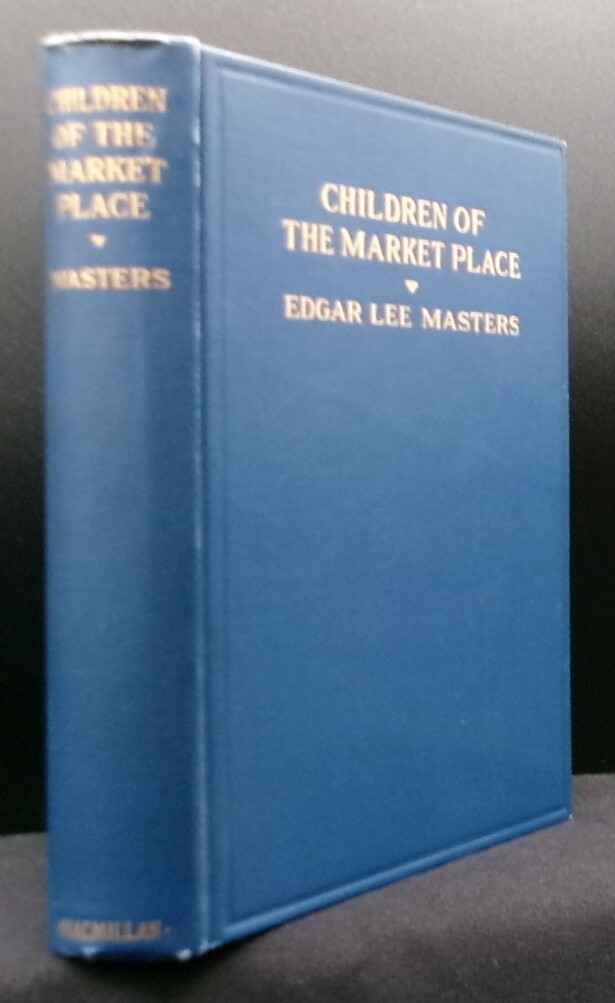 CHILDREN
OF THE
MARKET
PLACE
MASTERS
MACMILLAN
CHILDREN OF
THE MARKET PLACE
EDGAR LEE MASTERS